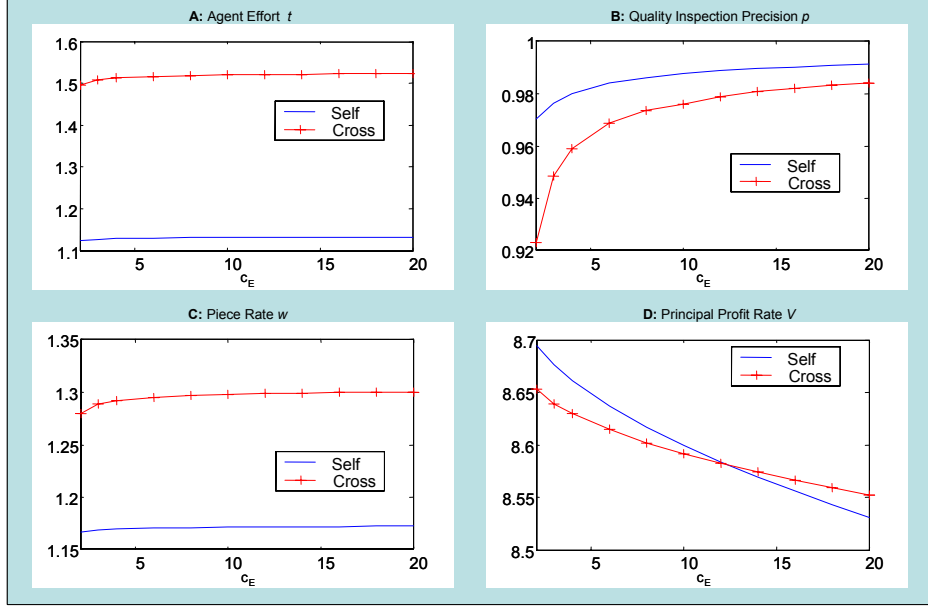 A: Agent Effort t
1.6
1.5
1.4
1.3
1.2
1.1
5
10
15
20
c_E
Self
Cross
B: Quality Inspection Precision p
1
0.98
0.96
0.94
0.92
5
10
15
20
c_E
Self
Cross
C: Piece Rate w
1.35
1.3
1.25
1.2
1.15
5
10
15
20
c_E
Self
Cross
D: Principal Profit Rate V
8.7
8.65
8.6
8.55
8.5
5
10
15
20
c_E
Self
Cross